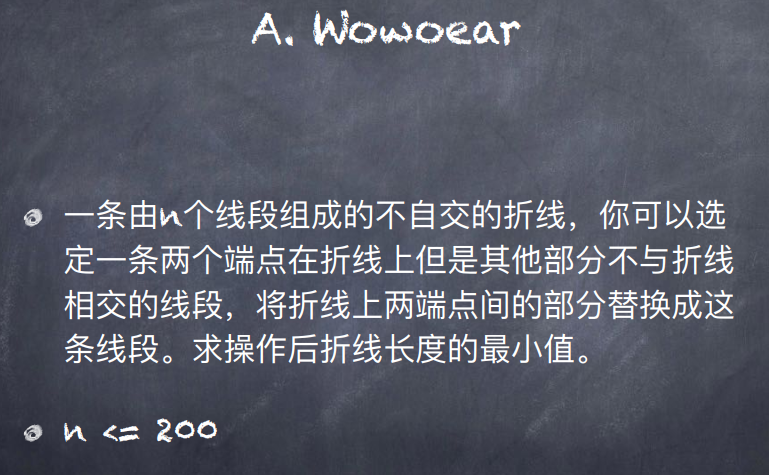 A. Wowoear
一条由n个线段组成的不自交的折线，你可以选
定一条两个端点在折线上但是其他部分不与折线
相交的线段，将折线上两端点间的部分替换成这
条线段。求操作后折线长度的最小值。
n <= 200